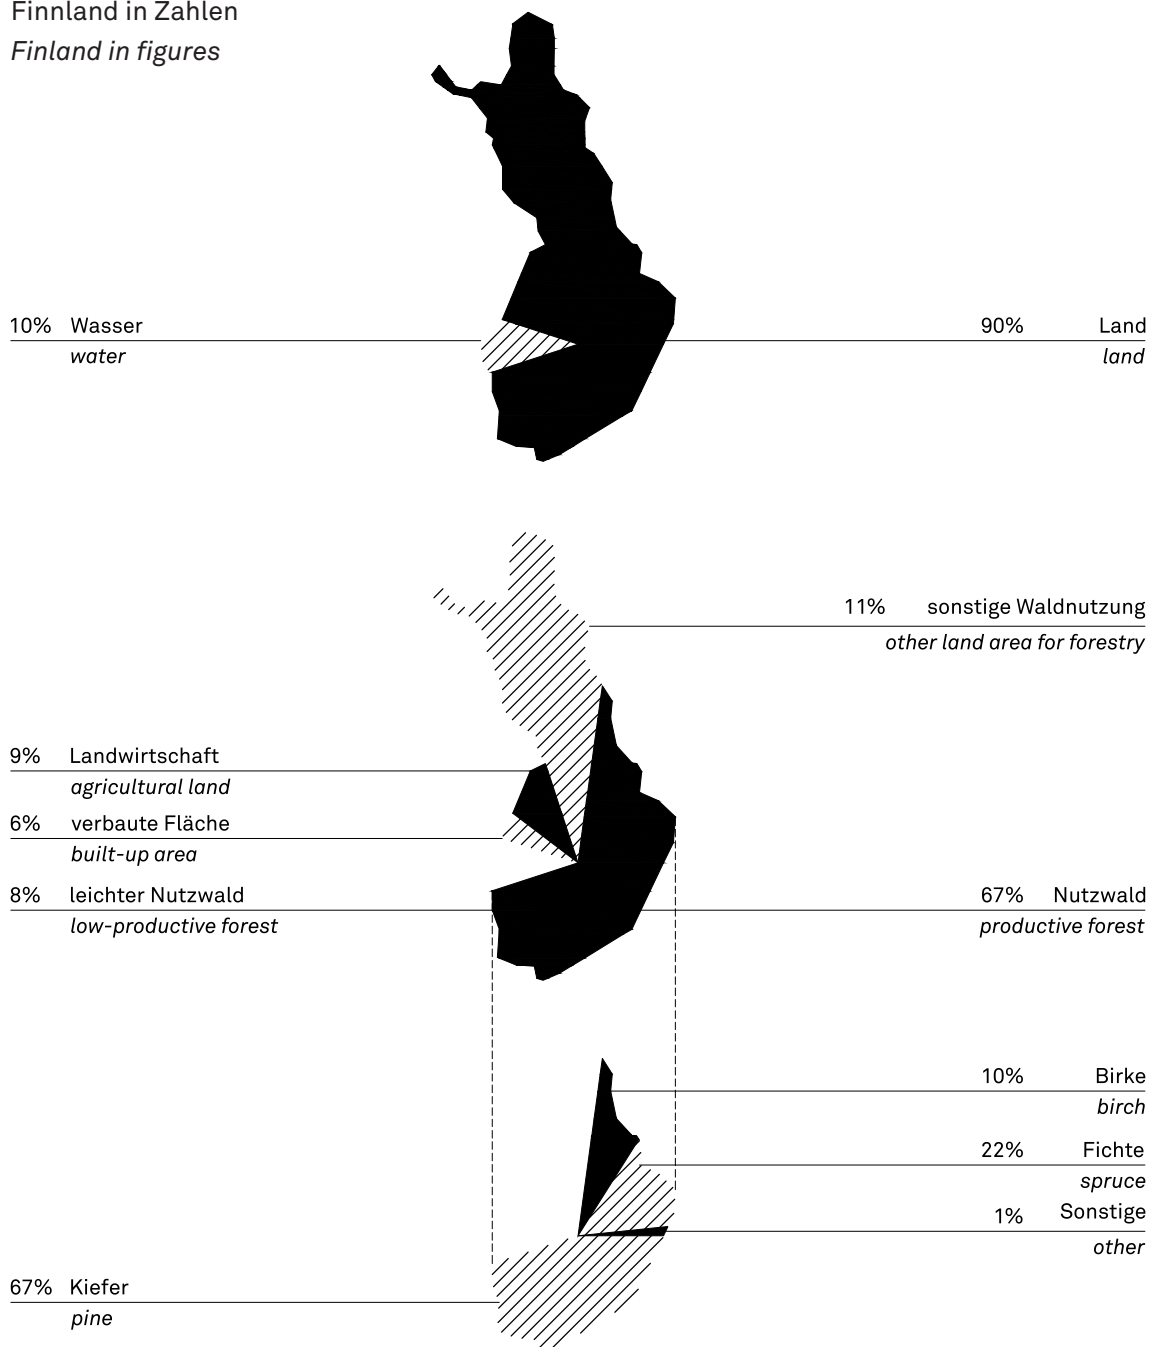 Finnland in Zahlen
Finland in figures
10% Wasser
water
90% Land
land
11% sonstige Waldnutzung
other land area for forestry
9% Landwirtschaft
agricultural land
6% verbaute Fläche
built-up area
8% leichter Nutzwald
low-productive forest
67% Nutzwald
productive forest
10% Birke
birch
22% Fichte
spruce
1% Sonstige
other
67% Kiefer
pine